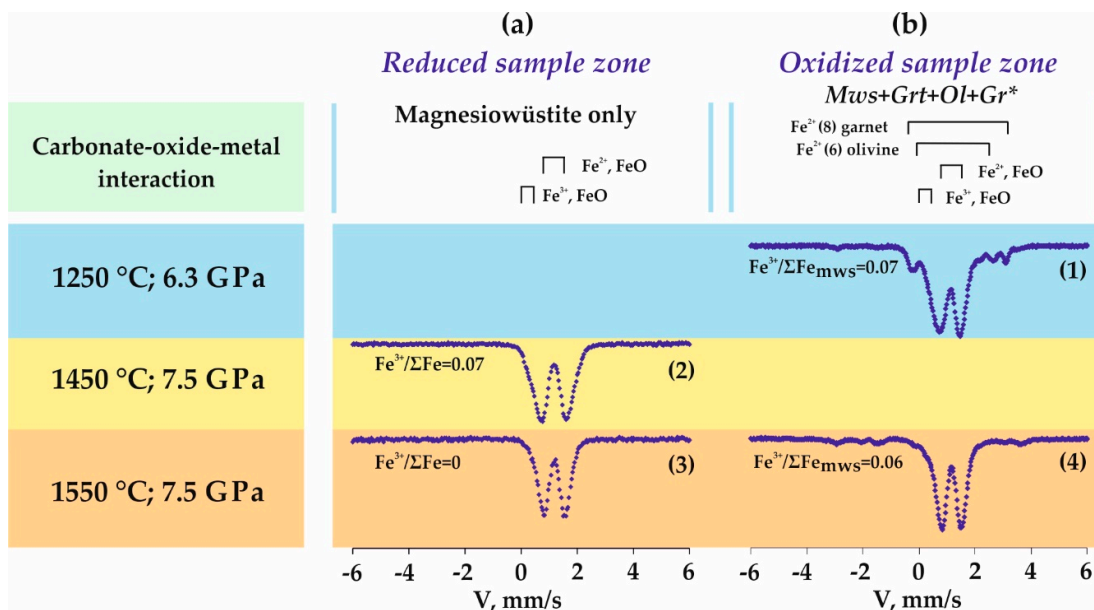 (a)
(b)
Reduced sample zone
Oxidized sample zone
Mws+Grt+Ol+Gr*
Magnesiowüstite only
Fe²⁺(8) garnet
Fe²⁺(6) olivine
Carbonate-oxide-metal
interaction
Fe²⁺, FeO
Fe³⁺, FeO
Fe²⁺, FeO
Fe³⁺, FeO
1250 °C; 6.3 GPa
Fe³⁺/ΣFemws=0.07
(1)
1450 °C; 7.5 GPa
Fe³⁺/ΣFe=0.07
(2)
1550 °C; 7.5 GPa
Fe³⁺/ΣFe=0
(3)
Fe³⁺/ΣFemws=0.06
(4)
-6 -4 -2 0 2 4 6
V, mm/s
-6 -4 -2 0 2 4 6
V, mm/s